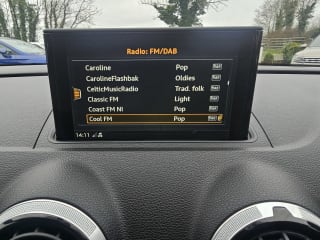 Radio: FM/DAB
Caroline Pop
CarolineFlashbak Oldies
CelticMusicRadio Trad. folk
Classic FM Light
Coast FM NI Pop
Cool FM Pop
14:11